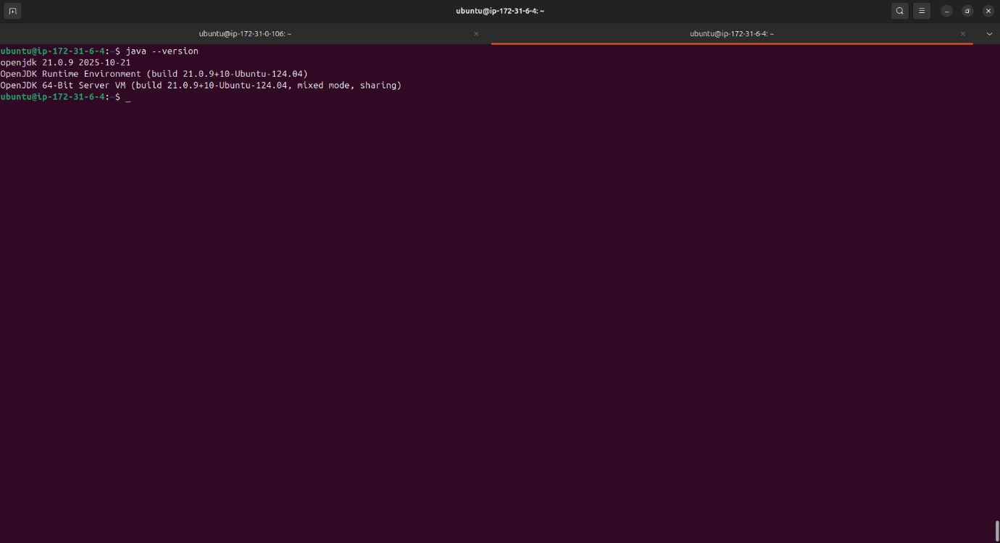 ubuntu@ip-172-31-6-4: ~
ubuntu@ip-172-31-0-106: ~
ubuntu@ip-172-31-6-4: ~
ubuntu@ip-172-31-6-4:~$ java --version
openjdk 21.0.9 2025-10-21
OpenJDK Runtime Environment (build 21.0.9+10-Ubuntu-124.04)
OpenJDK 64-Bit Server VM (build 21.0.9+10-Ubuntu-124.04, mixed mode, sharing)
ubuntu@ip-172-31-6-4:~$ _